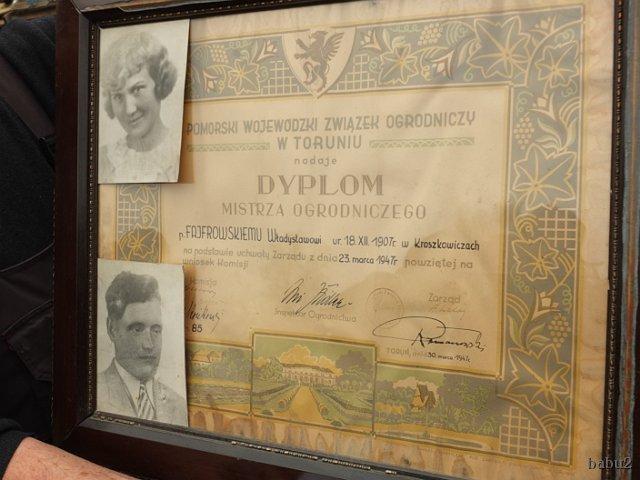 POMORSKI WOJEWÓDZKI ZWIĄZEK OGRODNICZY
W TORUNIU
nadaje
DYPLOM
MISTRZA OGRODNICZEGO
p. FAJFROWSKIEMU Władysławowi ur. 18.XII.1907r. w Kroszkowiczach
na podstawie uchwały Zarządu z dnia 23 marca 1947r. powziętej na
wniosek Komisji
Zarząd
Inspektor Ogrodnictwa
85
TORUŃ, 30. marca 1947r.
babu2